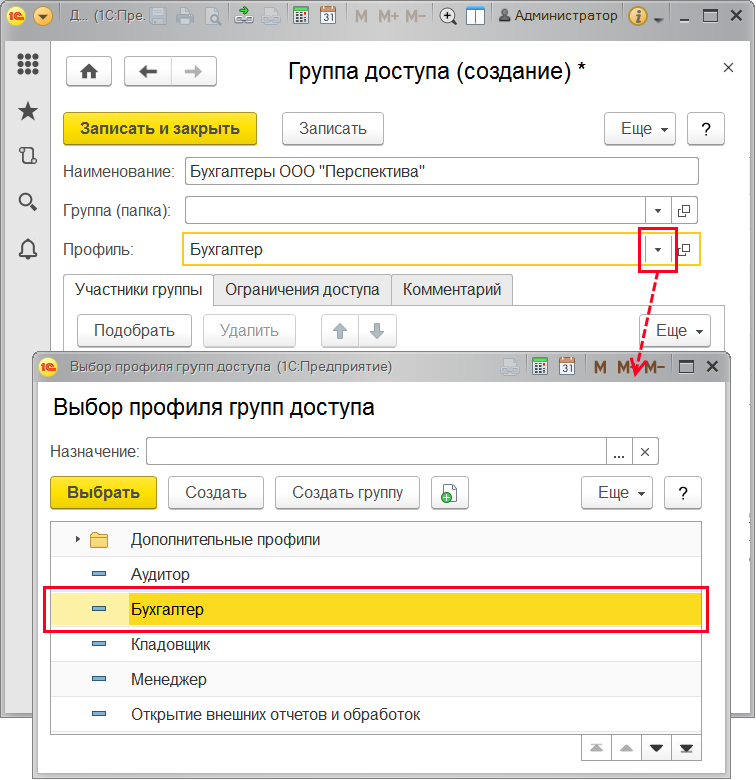 Д... (1С:Пре. M M+ M- Администратор
Группа доступа (создание) *
Записать и закрыть Записать Еще ?
Наименование: Бухгалтеры ООО "Перспектива"
Группа (папка):
Профиль: Бухгалтер
Участники группы Ограничения доступа Комментарий
Подобрать Удалить Еще
Выбор профиля групп доступа (1С:Предприятие) 31 M M+ M-
Выбор профиля групп доступа
Назначение: ...
Выбрать Создать Создать группу Еще ?
Дополнительные профили
Аудитор
Бухгалтер
Кладовщик
Менеджер
Открытие внешних отчетов и обработок